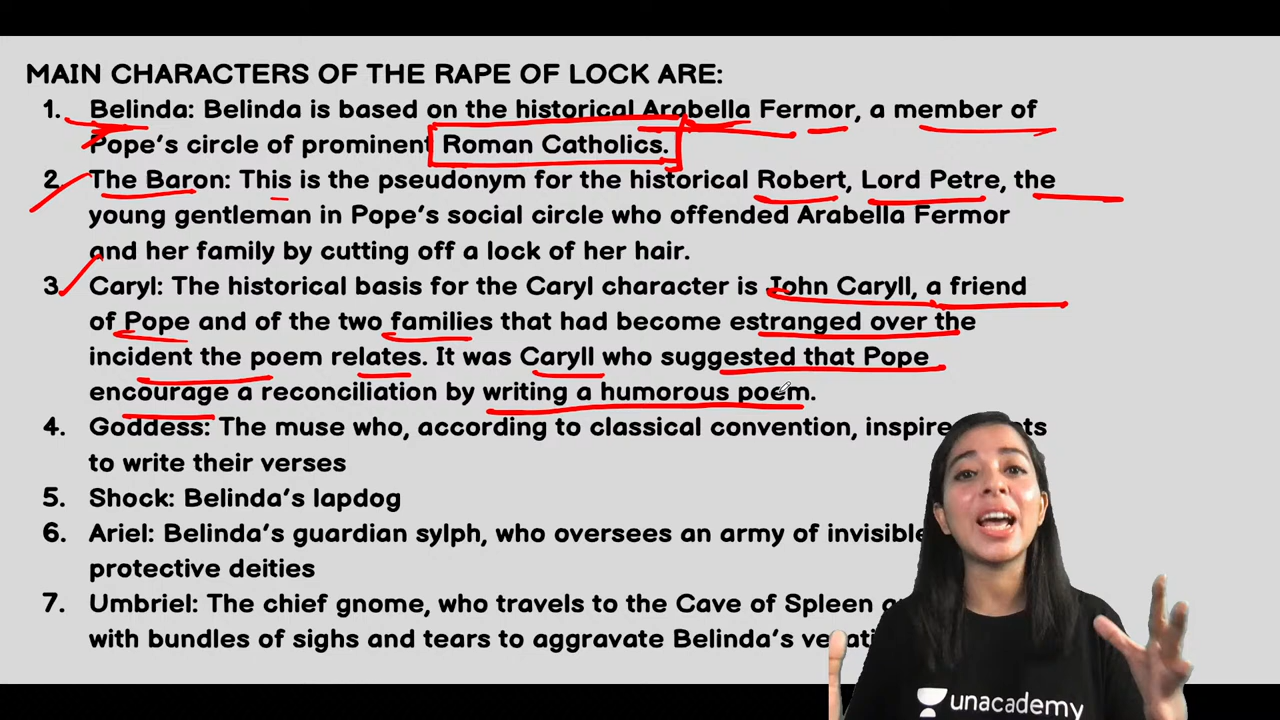 MAIN CHARACTERS OF THE RAPE OF LOCK ARE:
1. Belinda: Belinda is based on the historical Arabella Fermor, a member of
Pope's circle of prominent Roman Catholics.
2. The Baron: This is the pseudonym for the historical Robert, Lord Petre, the
young gentleman in Pope's social circle who offended Arabella Fermor
and her family by cutting off a lock of her hair.
3. Caryl: The historical basis for the Caryl character is John Caryll, a friend
of Pope and of the two families that had become estranged over the
incident the poem relates. It was Caryll who suggested that Pope
encourage a reconciliation by writing a humorous poem.
4. Goddess: The muse who, according to classical convention,
to write their verses
5. Shock: Belinda's lapdog
6. Ariel: Belinda's guardian sylph, who oversees an army of invisible
protective deities
7. Umbriel: The chief gnome, who travels to the Cave of Spleen
with bundles of sighs and tears to aggravate Belinda's
unacademy